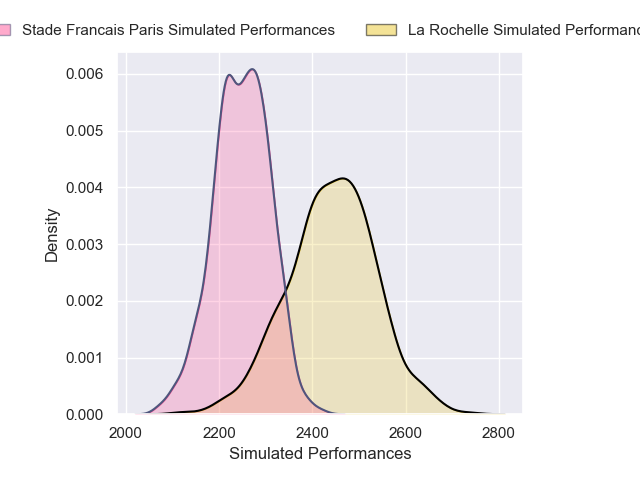 Stade Francais Paris Simulated Performances La Rochelle Simulated
0.006
0.005
0.004
0.003
0.002
0.001
0.000
Density
2000 2200 2400 2600 2800
Simulated Performances